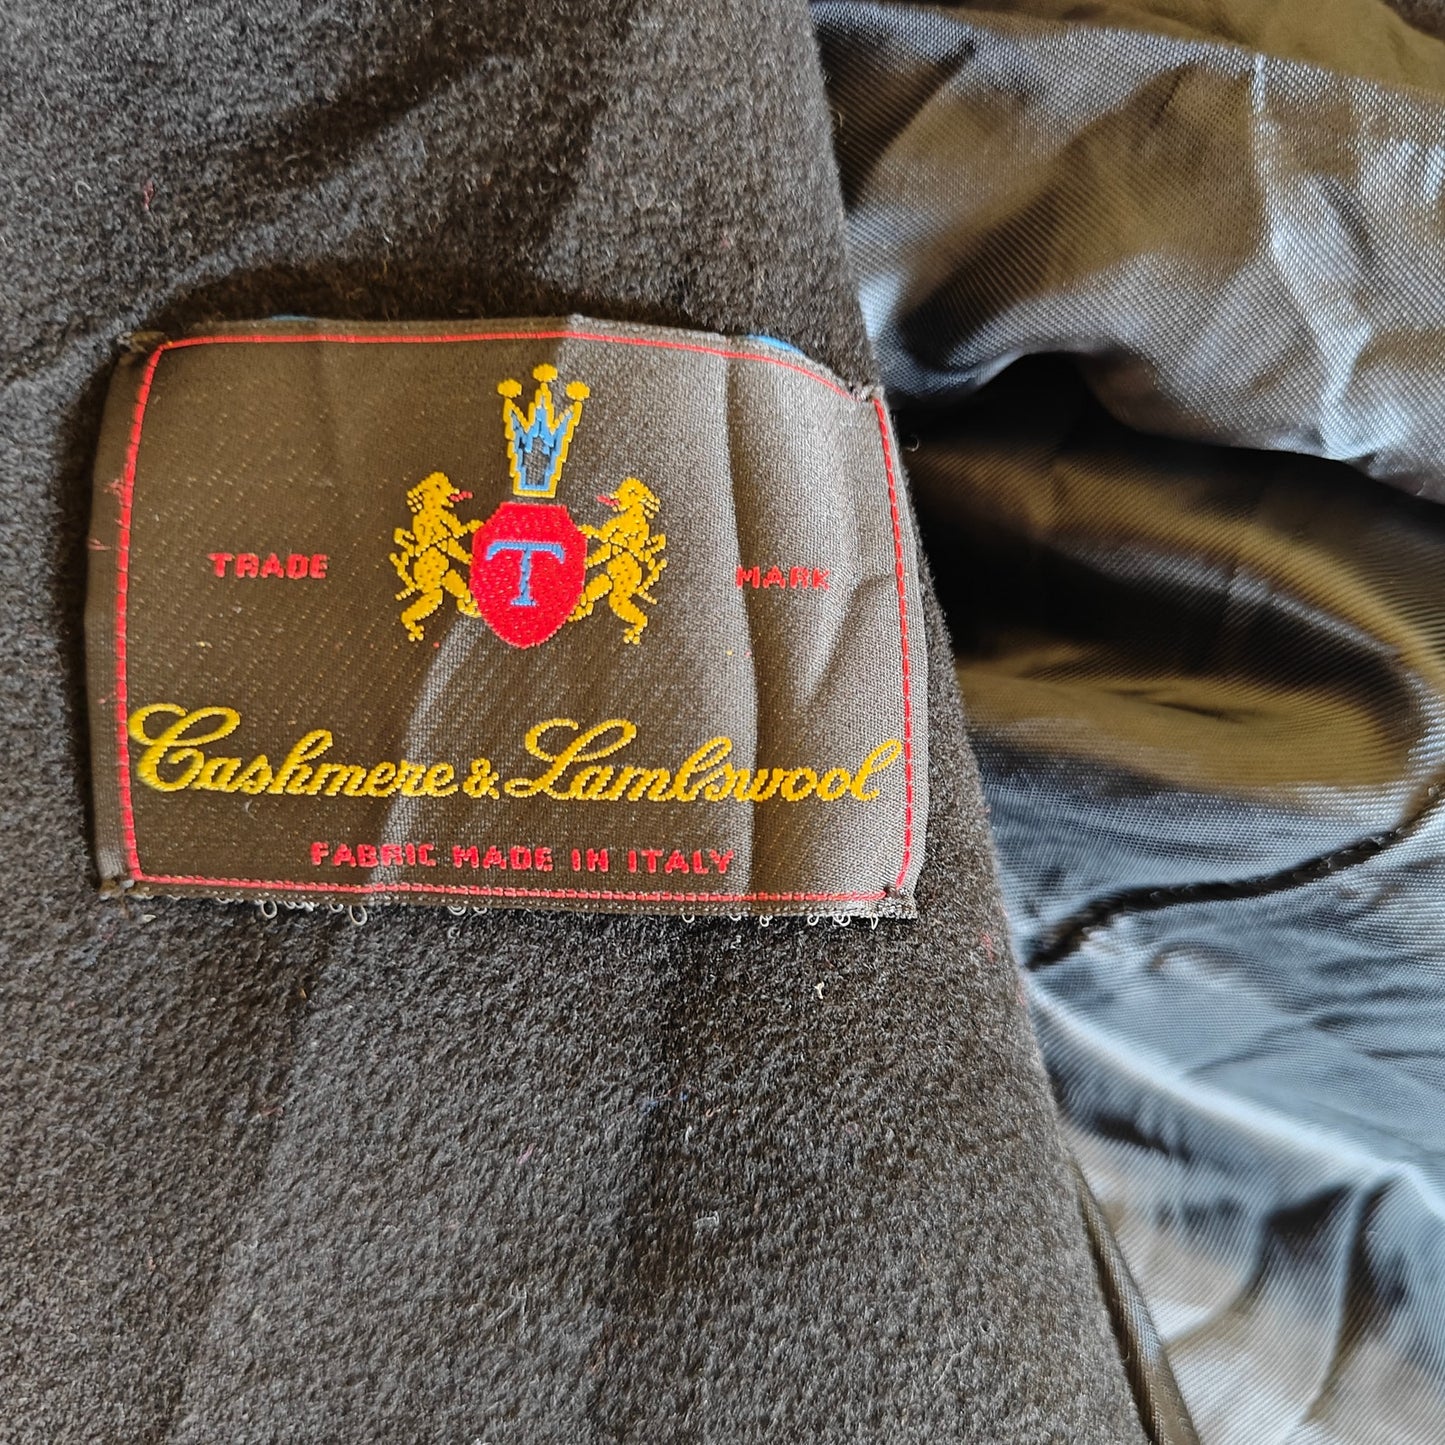 T
TRADE MARK
Cashmere & Lambswool
FABRIC MADE IN ITALY